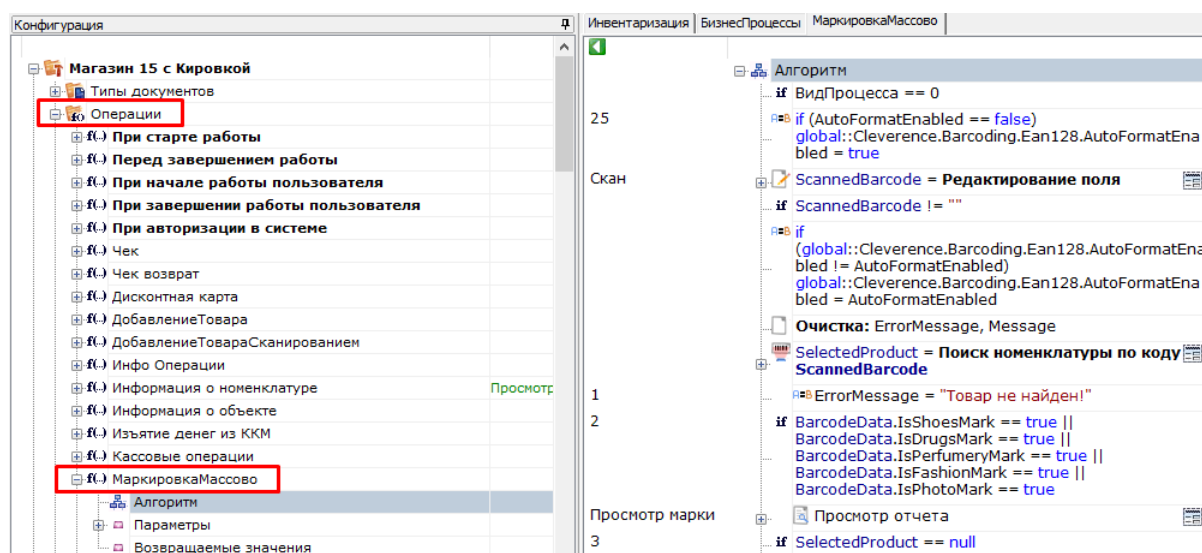 Конфигурация
Магазин 15 с Кировкой
Типы документов
Операции
f(..) При старте работы
f(..) Перед завершением работы
f(..) При начале работы пользователя
f(..) При завершении работы пользователя
f(..) При авторизации в системе
f(..) Чек
f(..) Чек возврат
f(..) Дисконтная карта
f(..) ДобавлениеТовара
f(..) ДобавлениеТовараСканированием
f(..) Инфо Операции
f(..) Информация о номенклатуре Просмотр
f(..) Информация о объекте
f(..) Изъятие денег из ККМ
f(..) Кассовые операции
f(..) МаркировкаМассово
Алгоритм
Параметры
Возвращаемые значения
Инвентаризация БизнесПроцессы МаркировкаМассово
Алгоритм
if ВидПроцесса == 0
25 A=B if (AutoFormatEnabled == false)
global::Cleverence.Barcoding.Ean128.AutoFormatEna
bled = true
Скан ScannedBarcode = Редактирование поля
if ScannedBarcode != ""
A=B if
(global::Cleverence.Barcoding.Ean128.AutoFormatEna
bled != AutoFormatEnabled)
global::Cleverence.Barcoding.Ean128.AutoFormatEna
bled = AutoFormatEnabled
Очистка: ErrorMessage, Message
SelectedProduct = Поиск номенклатуры по коду
ScannedBarcode
1 A=B ErrorMessage = "Товар не найден!"
2 if BarcodeData.IsShoesMark == true ||
BarcodeData.IsDrugsMark == true ||
BarcodeData.IsPerfumeryMark == true ||
BarcodeData.IsFashionMark == true ||
BarcodeData.IsPhotoMark == true
Просмотр марки Просмотр отчета
3 if SelectedProduct == null